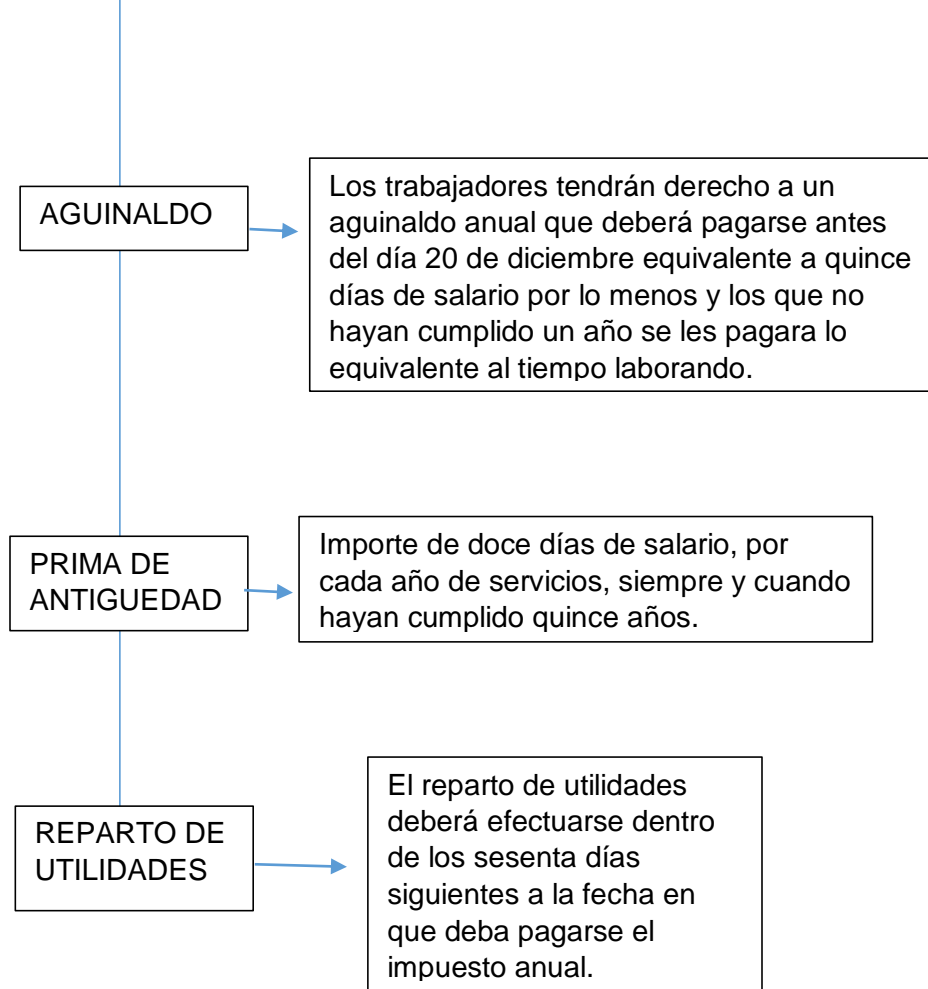 AGUINALDO
Los trabajadores tendrán derecho a un
aguinaldo anual que deberá pagarse antes
del día 20 de diciembre equivalente a quince
días de salario por lo menos y los que no
hayan cumplido un año se les pagara lo
equivalente al tiempo laborando.
PRIMA DE
ANTIGUEDAD
Importe de doce días de salario, por
cada año de servicios, siempre y cuando
hayan cumplido quince años.
REPARTO DE
UTILIDADES
El reparto de utilidades
deberá efectuarse dentro
de los sesenta días
siguientes a la fecha en
que deba pagarse el
impuesto anual.